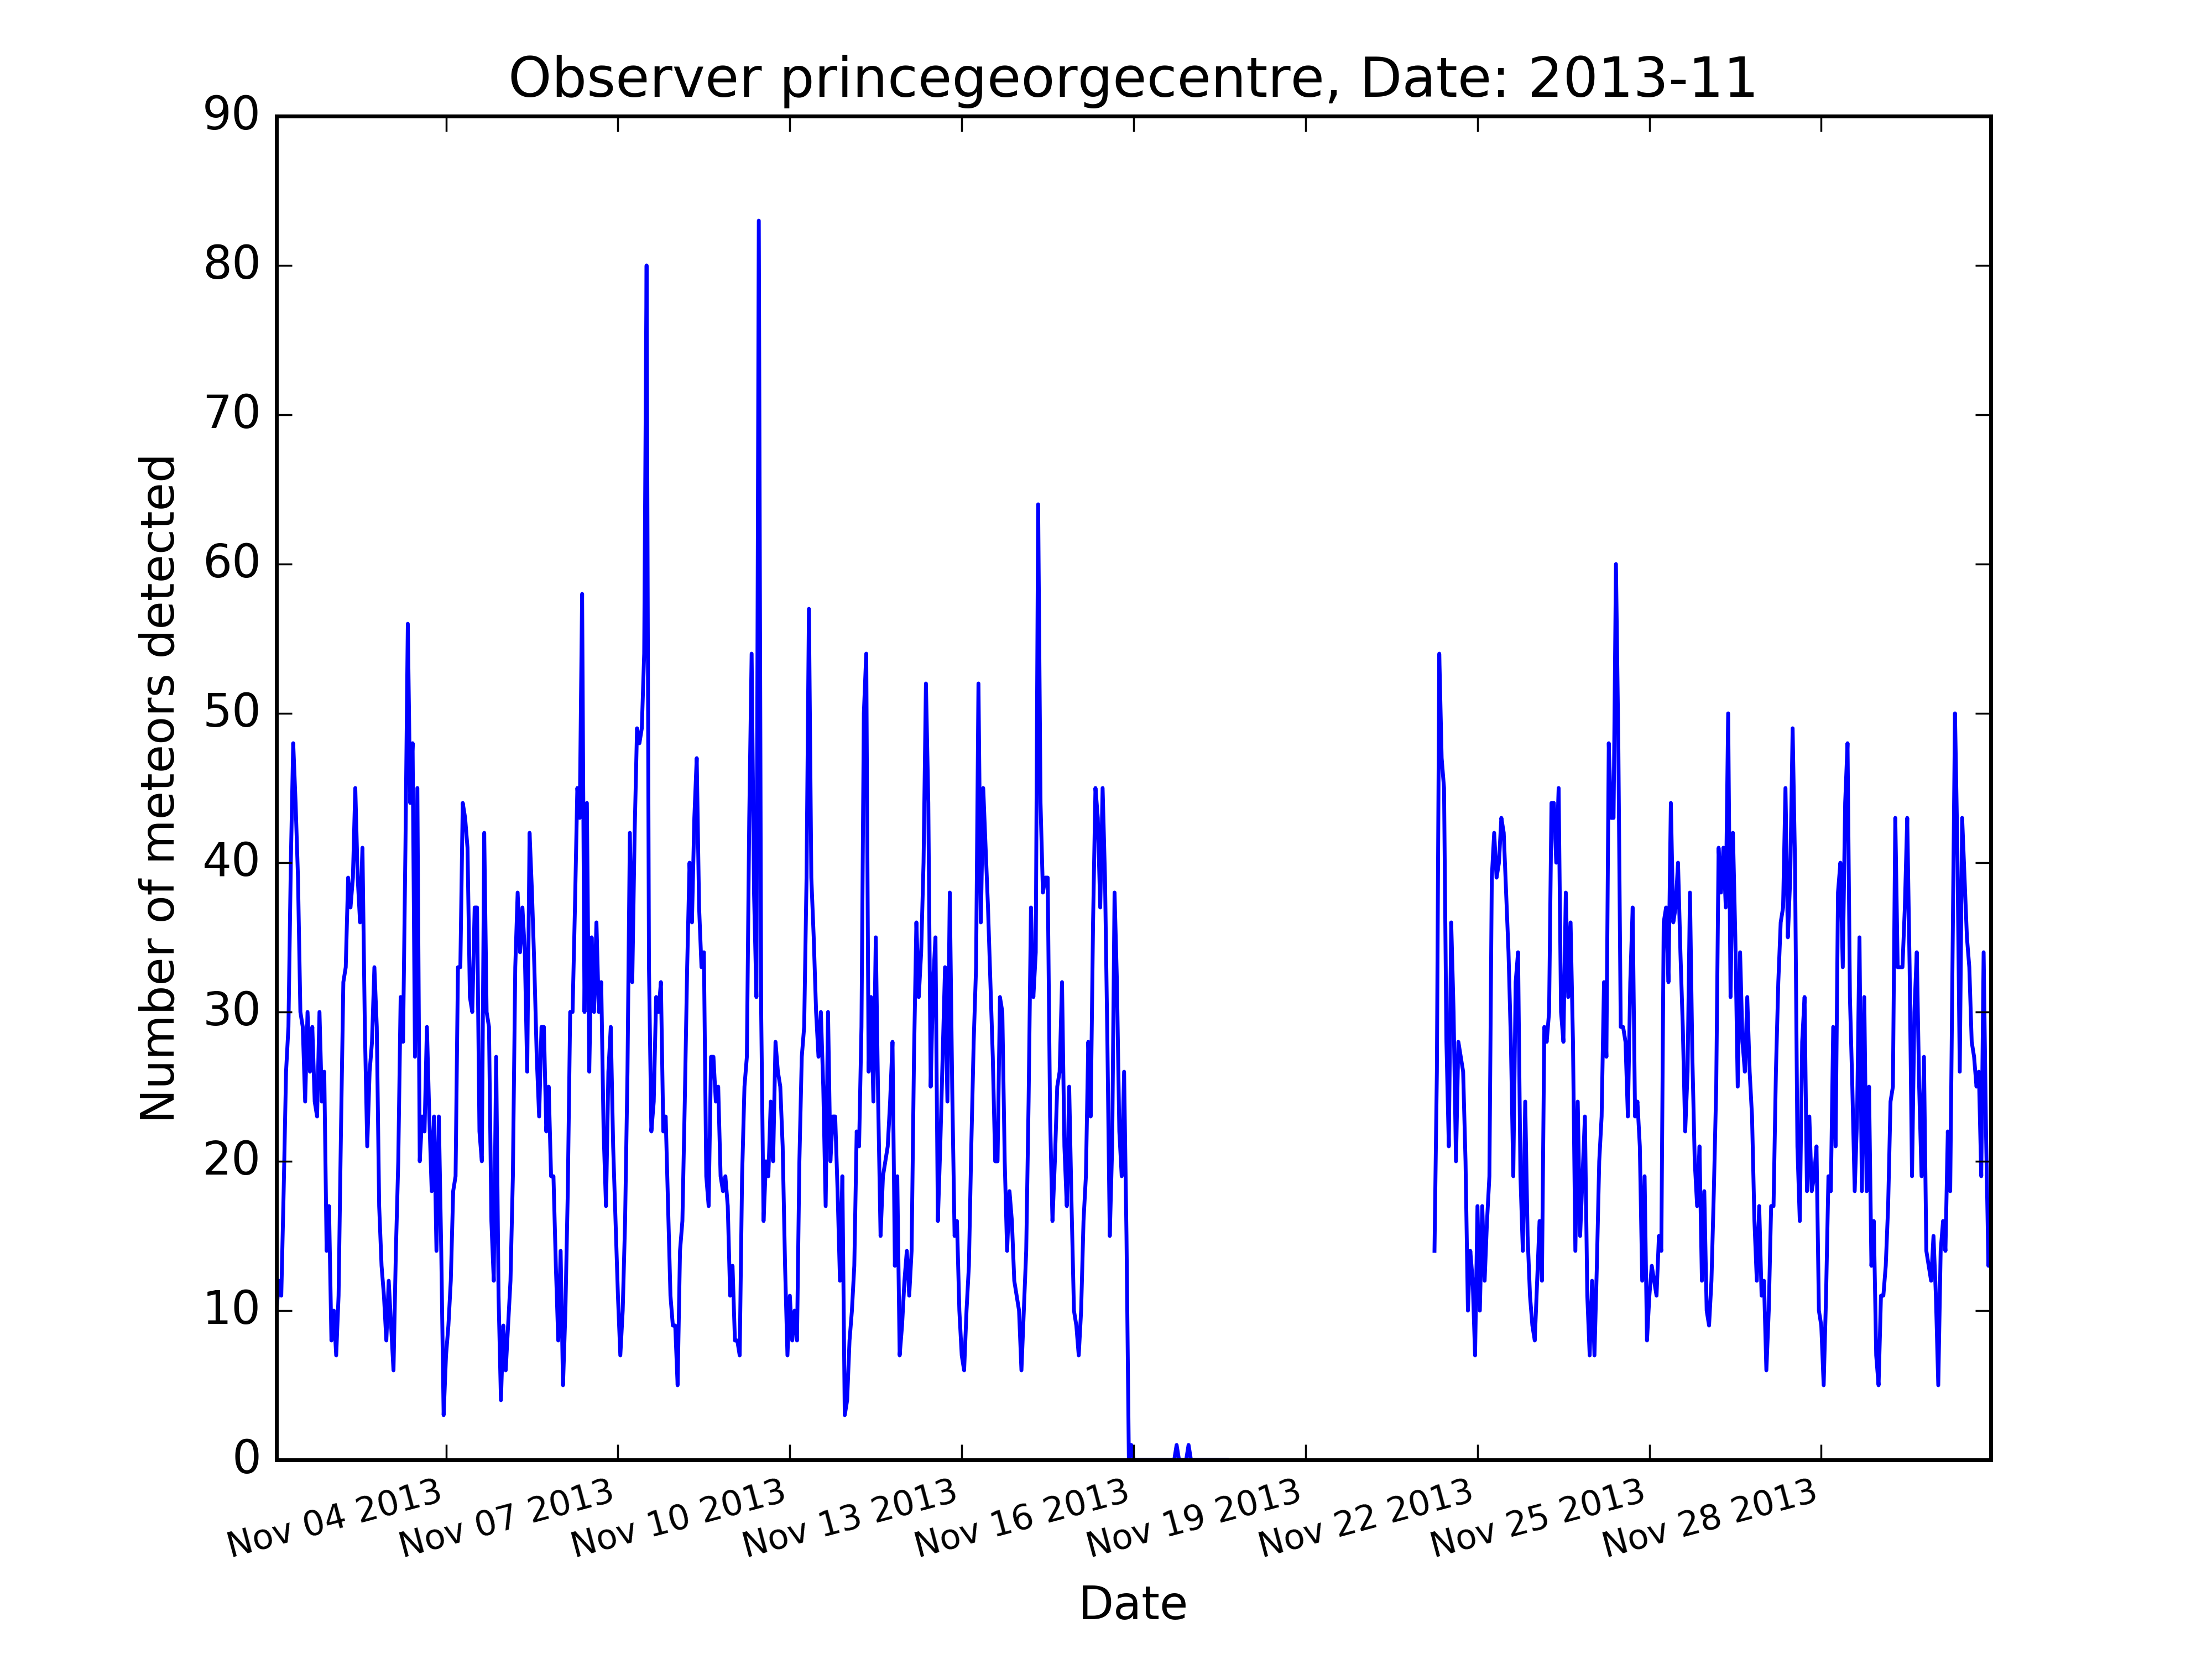 Observer princegeorgecentre, Date: 2013-11
90
80
70
60
50
40
30
20
10
0
Number of meteors detected
Nov 04 2013
Nov 07 2013
Nov 10 2013
Nov 13 2013
Nov 16 2013
Nov 19 2013
Nov 22 2013
Nov 25 2013
Nov 28 2013
Date